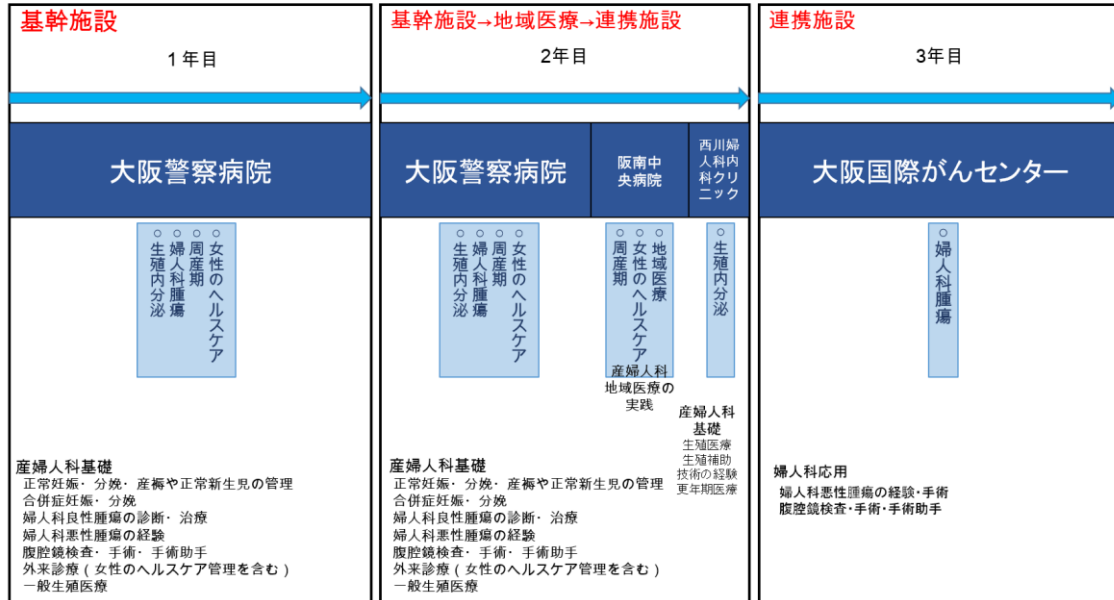 基幹施設
1年目
大阪警察病院
○女性のヘルスケア
○周産期
○婦人科腫瘍
○生殖内分泌
産婦人科基礎
正常妊娠・分娩・産褥や正常新生児の管理
合併症妊娠・分娩
婦人科良性腫瘍の診断・治療
婦人科悪性腫瘍の経験
腹腔鏡検査・手術・手術助手
外来診療(女性のヘルスケア管理を含む)
一般生殖医療
基幹施設→地域医療→連携施設
2年目
大阪警察病院
○女性のヘルスケア
○周産期
○婦人科腫瘍
○生殖内分泌
産婦人科基礎
正常妊娠・分娩・産褥や正常新生児の管理
合併症妊娠・分娩
婦人科良性腫瘍の診断・治療
婦人科悪性腫瘍の経験
腹腔鏡検査・手術・手術助手
外来診療(女性のヘルスケア管理を含む)
一般生殖医療
阪南中
央病院
○地域医療
○女性のヘルスケア
○周産期
産婦人科
地域医療の
実践
西川婦
人科内
科クリ
ニック
○生殖内分泌
産婦人科
基礎
生殖医療
生殖補助
技術の経験
更年期医療
連携施設
3年目
大阪国際がんセンター
○婦人科腫瘍
婦人科応用
婦人科悪性腫瘍の経験・手術
腹腔鏡検査・手術・手術助手